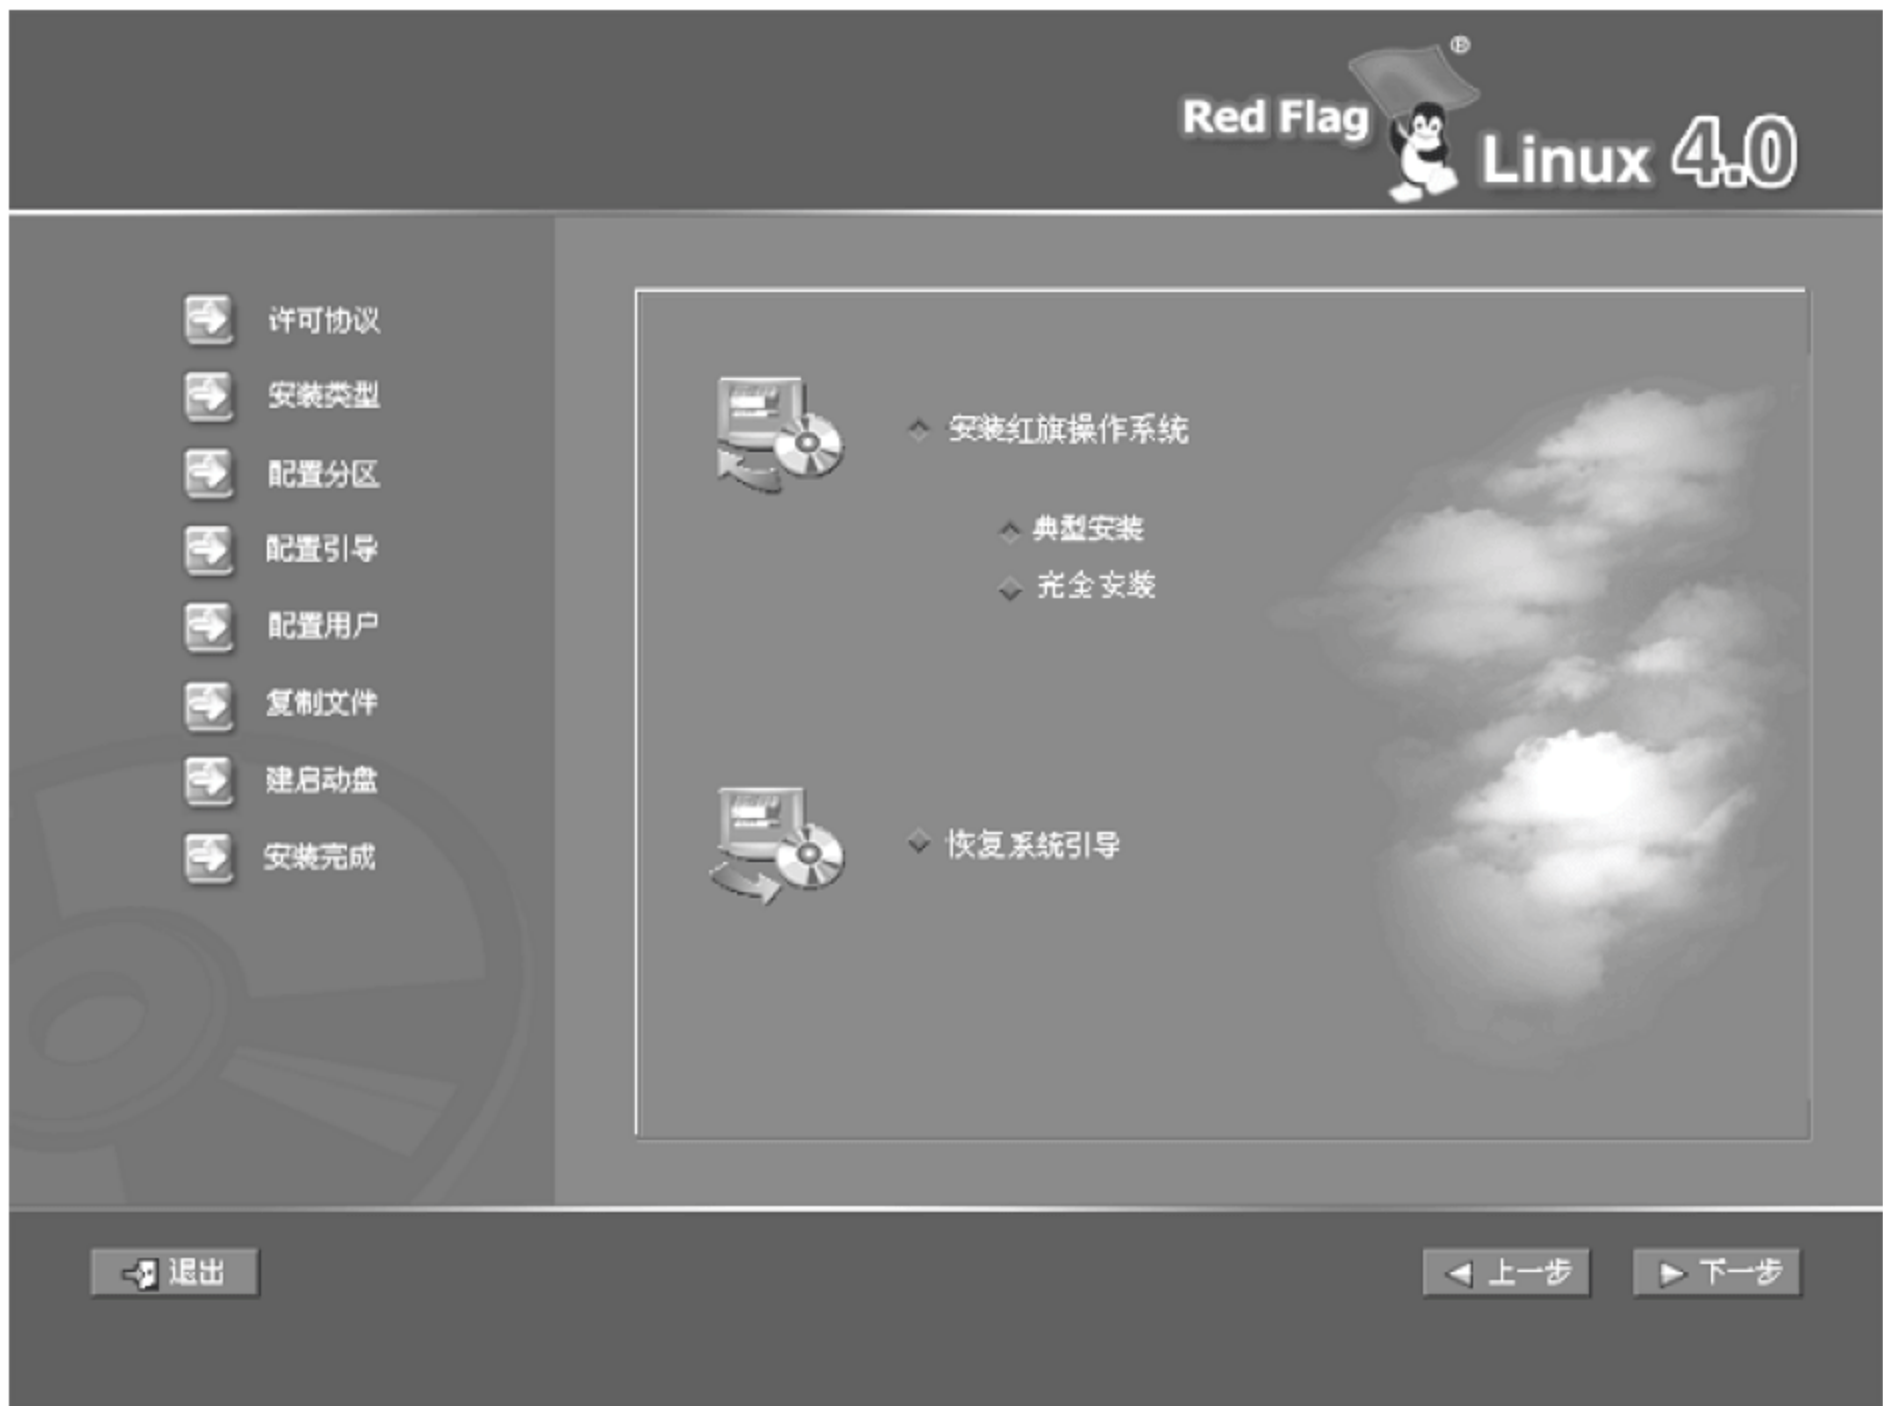 ®
Red Flag
Linux 4.0
许可协议
安装类型
配置分区
配置引导
配置用户
复制文件
建启动盘
安装完成
安装红旗操作系统
典型安装
完全安装
恢复系统引导
退出
上一步
下一步